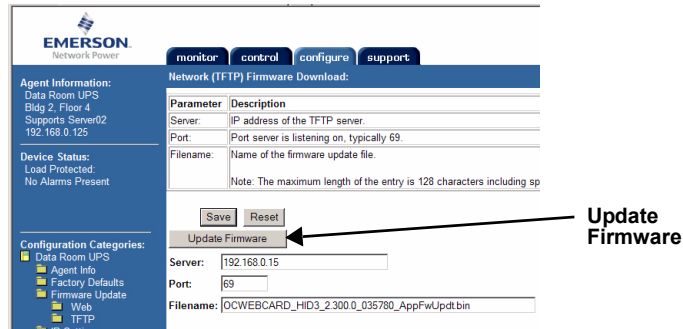 EMERSON.
Network Power
monitor control configure support
Network (TFTP) Firmware Download:
Agent Information:
Data Room UPS
Bldg 2, Floor 4
Supports Server02
192.168.0.125
Device Status:
Load Protected:
No Alarms Present
Parameter Description
Server: IP address of the TFTP server.
Port: Port server is listening on, typically 69.
Filename: Name of the firmware update file.
Note: The maximum length of the entry is 128 characters including sp
Save Reset
Update Firmware
Update
Firmware
Configuration Categories:
Data Room UPS
Agent Info
Factory Defaults
Firmware Update
Web
TFTP
Server: 192.168.0.15
Port: 69
Filename: OCWEBCARD_HID3_2.300.0_035780_AppFwUpdt.bin